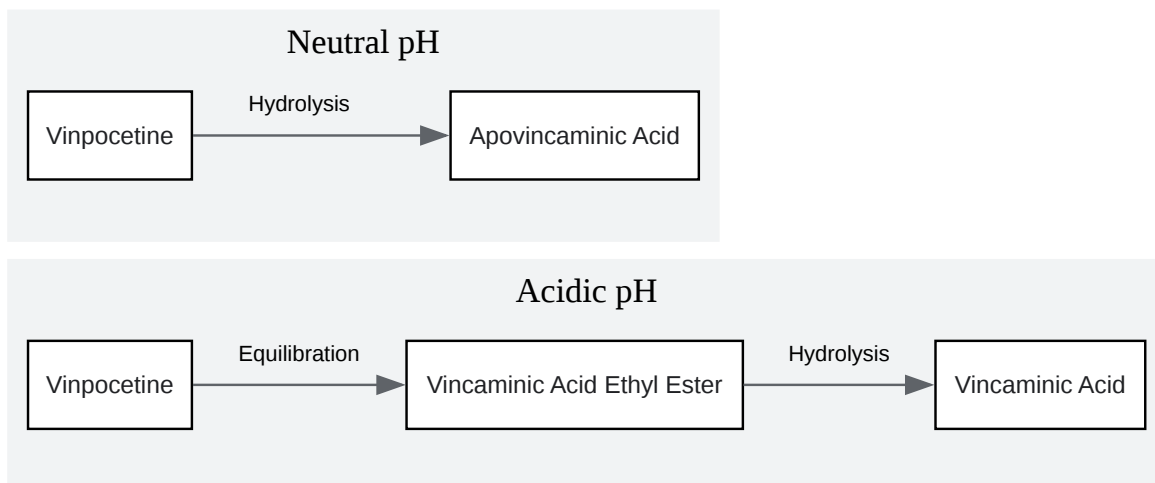 Neutral pH
Hydrolysis
Vinpocetine
Apovincaminic Acid
Acidic pH
Equilibration
Hydrolysis
Vinpocetine
Vincaminic Acid Ethyl Ester
Vincaminic Acid